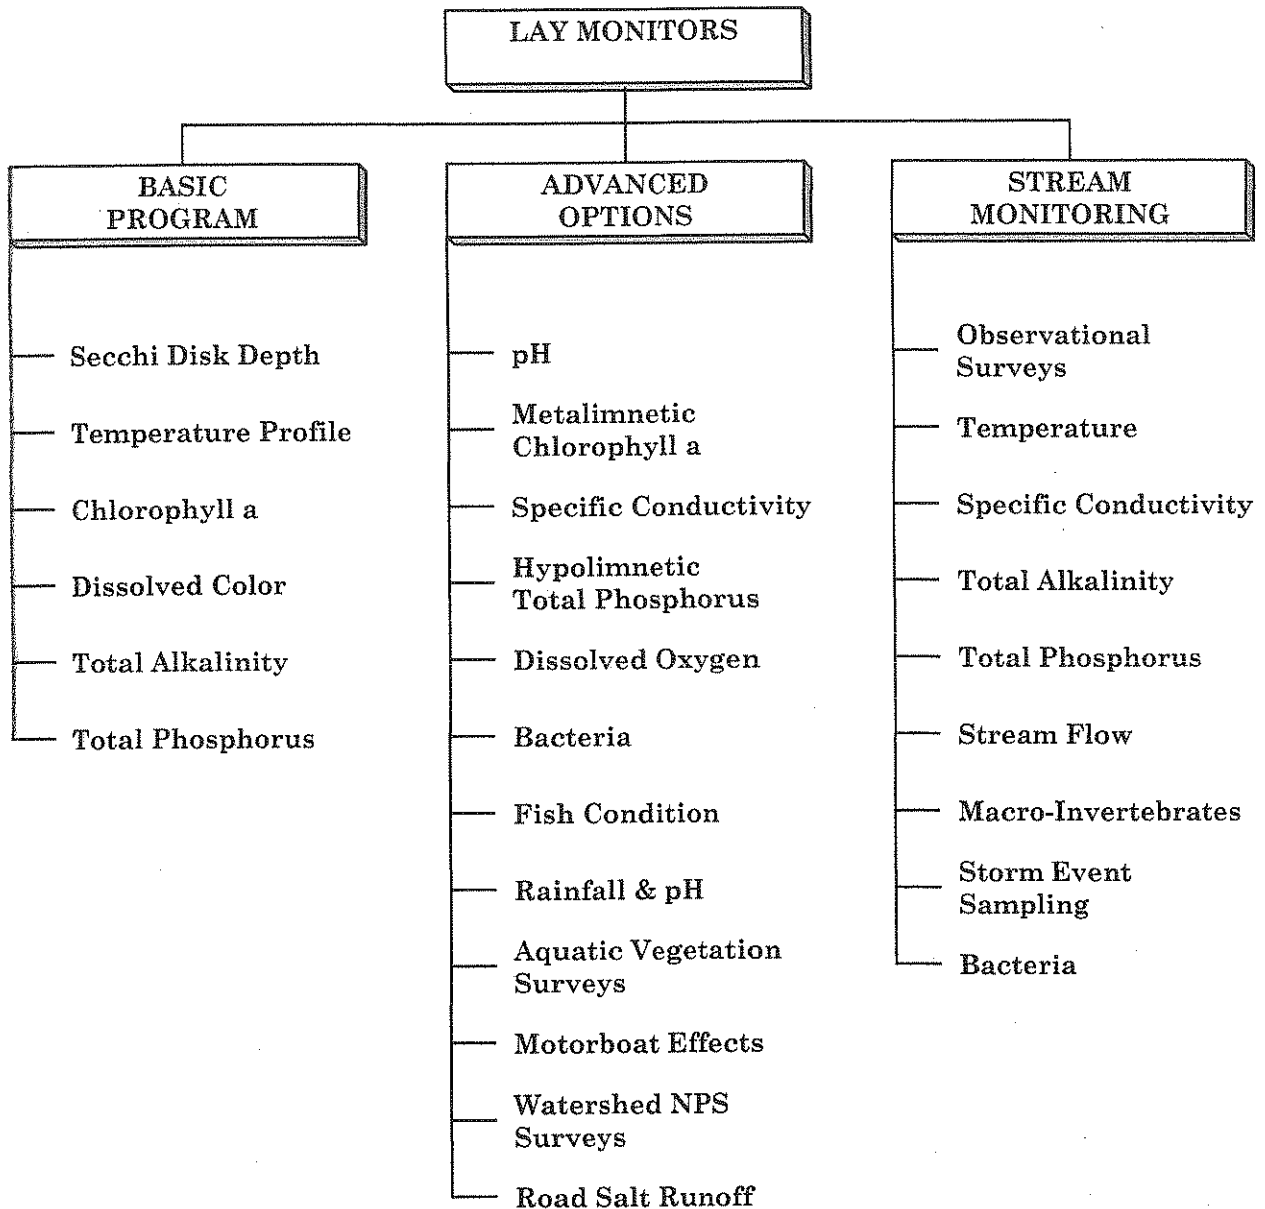 LAY MONITORS
BASIC
PROGRAM
Secchi Disk Depth
Temperature Profile
Chlorophyll a
Dissolved Color
Total Alkalinity
Total Phosphorus
ADVANCED
OPTIONS
pH
Metalimnetic
Chlorophyll a
Specific Conductivity
Hypolimnetic
Total Phosphorus
Dissolved Oxygen
Bacteria
Fish Condition
Rainfall & pH
Aquatic Vegetation
Surveys
Motorboat Effects
Watershed NPS
Surveys
Road Salt Runoff
STREAM
MONITORING
Observational
Surveys
Temperature
Specific Conductivity
Total Alkalinity
Total Phosphorus
Stream Flow
Macro-Invertebrates
Storm Event
Sampling
Bacteria